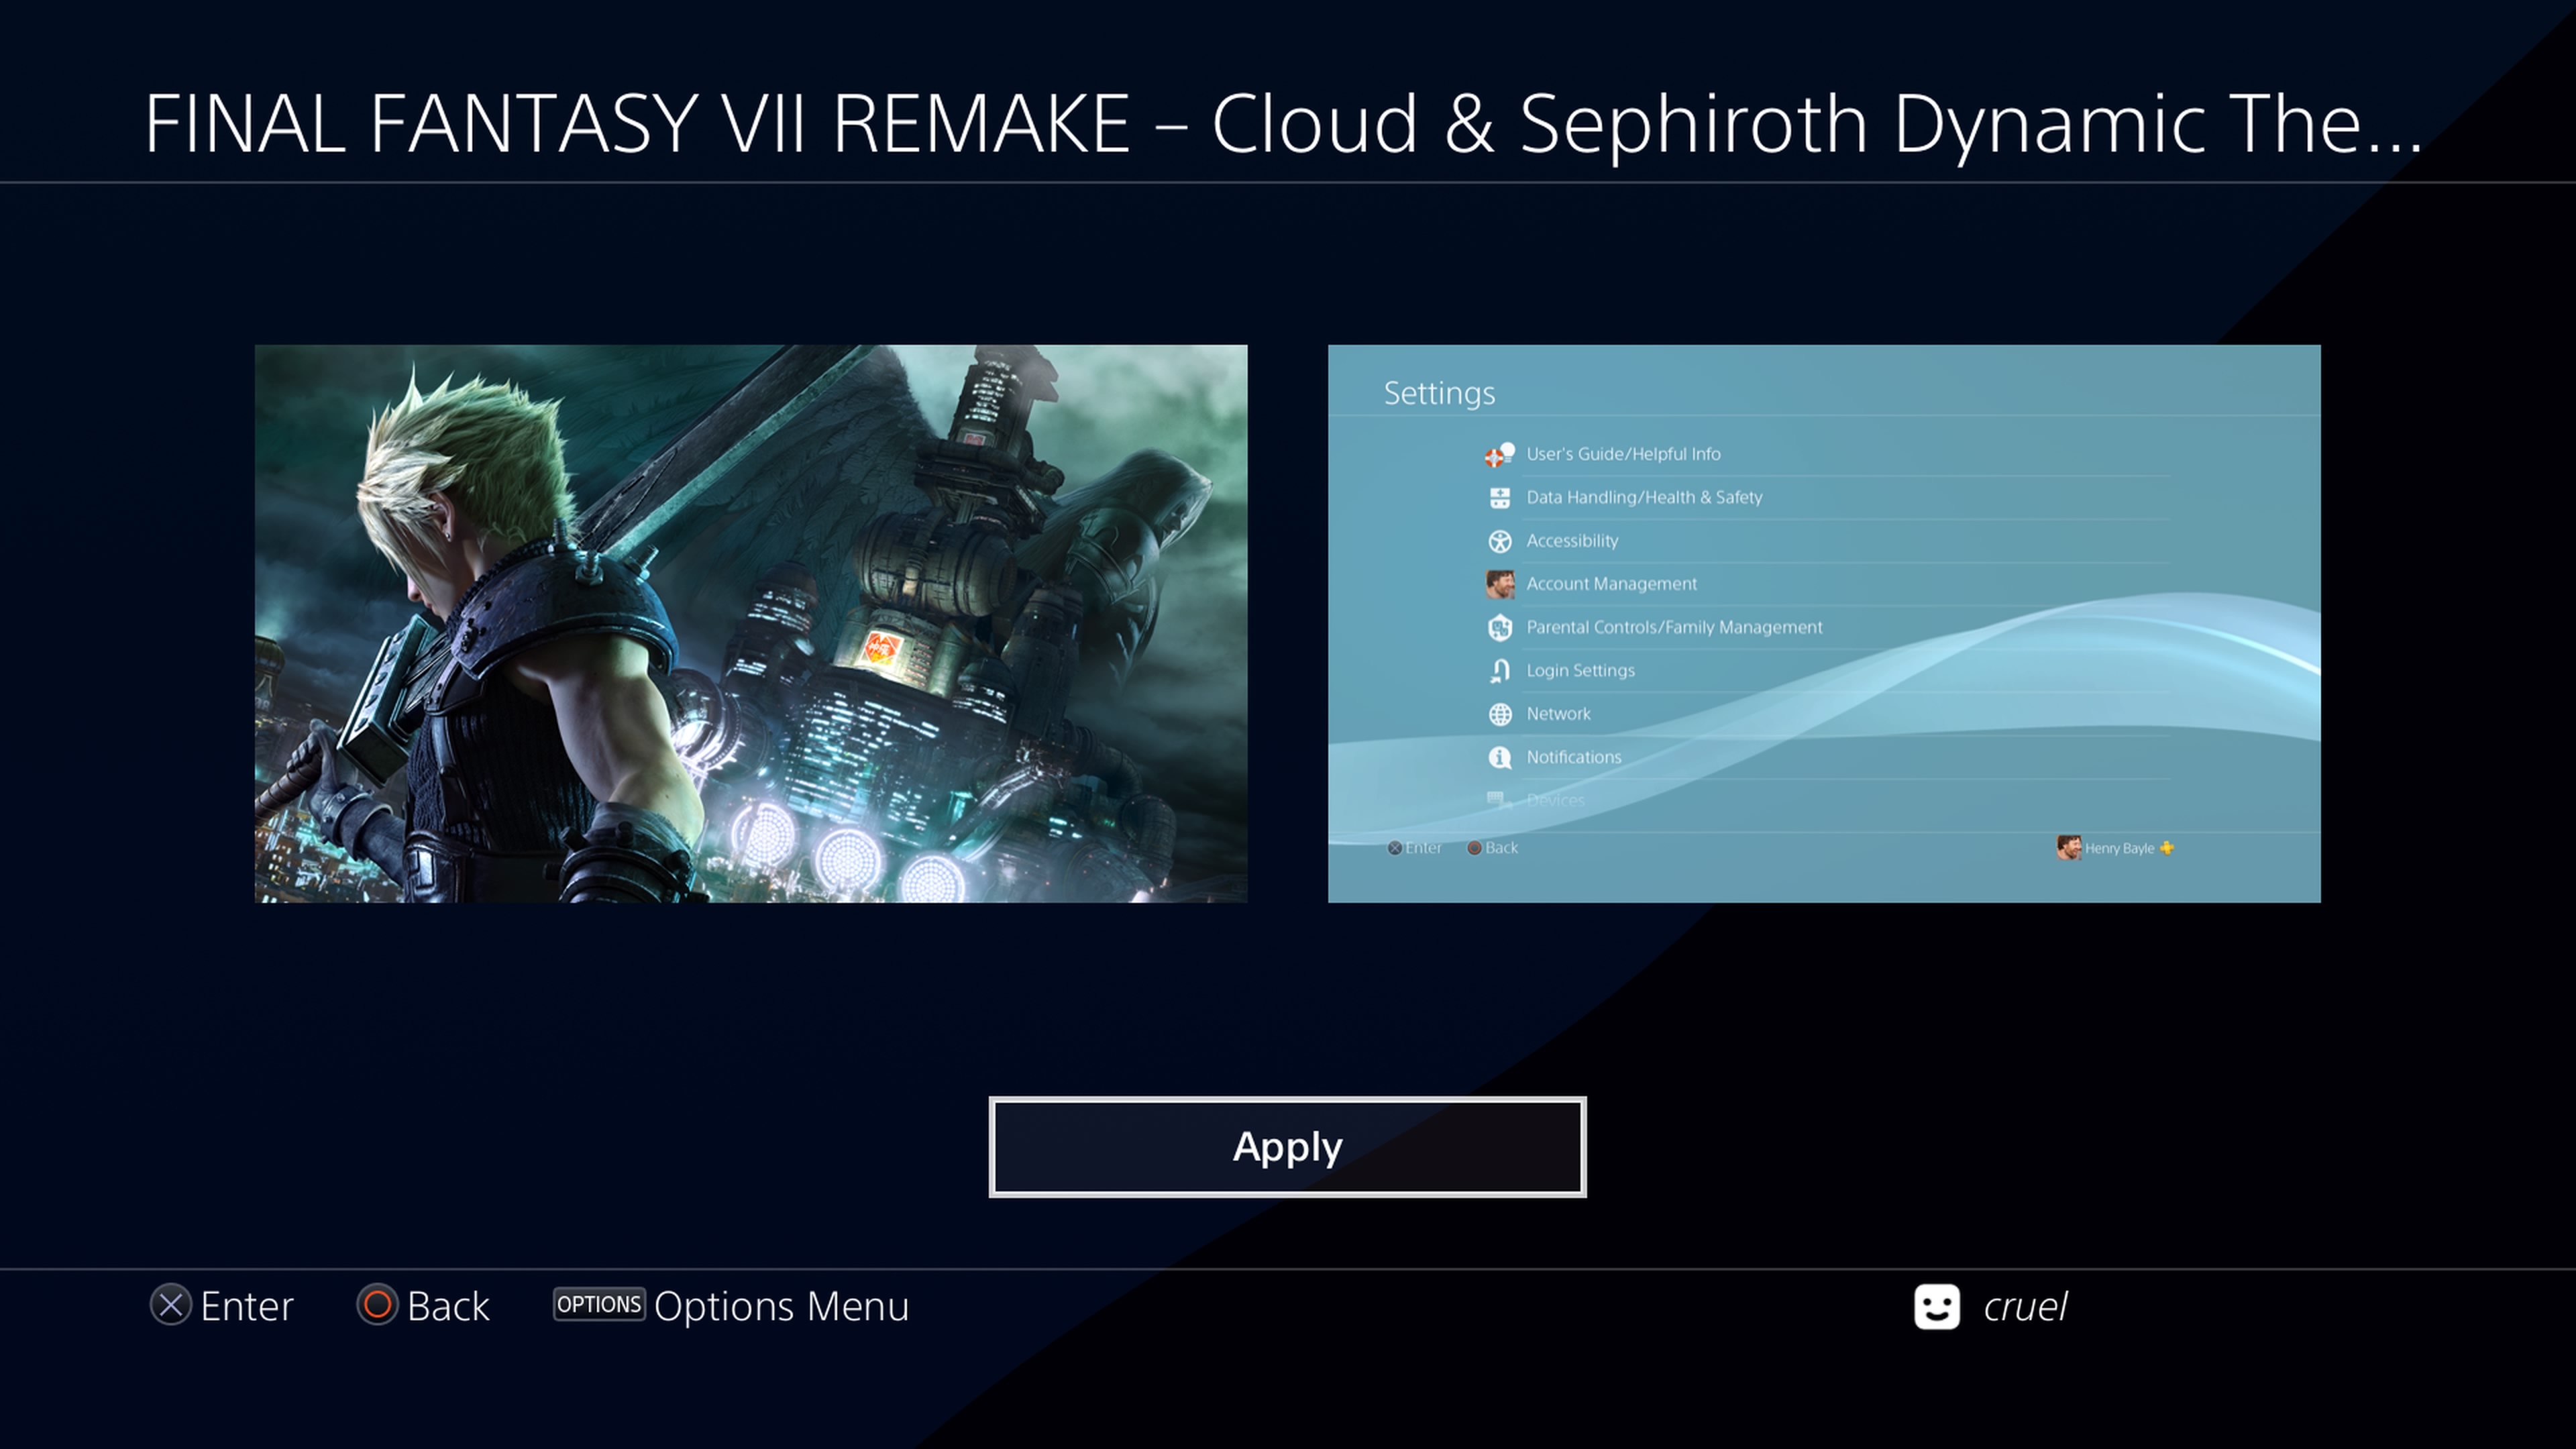 FINAL FANTASY VII REMAKE – Cloud & Sephiroth Dynamic The...
神羅
Settings
User's Guide/Helpful Info
Data Handling/Health & Safety
Accessibility
Account Management
Parental Controls/Family Management
Login Settings
Network
Notifications
Devices
Enter Back Henry Bayle
Apply
Enter Back OPTIONS Options Menu cruel